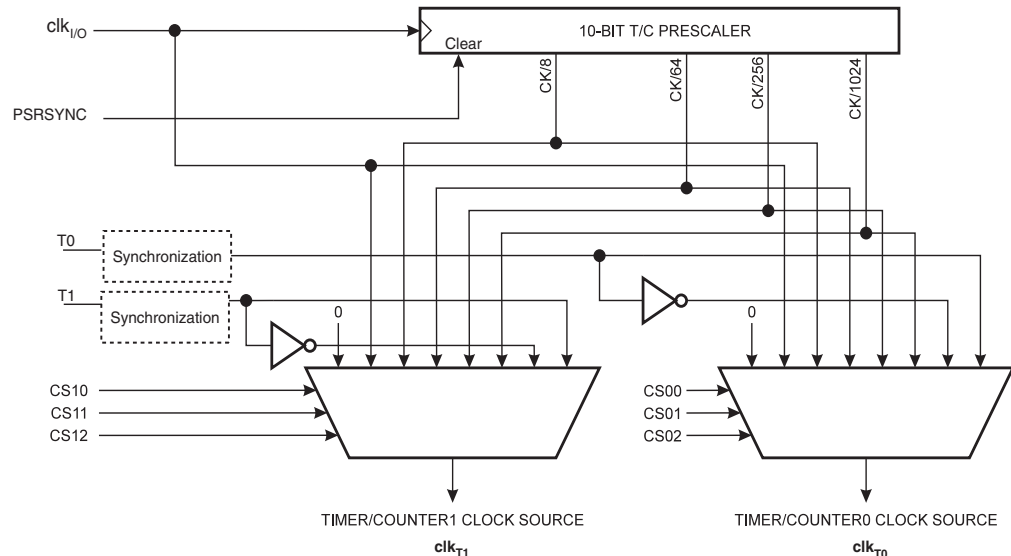 clkI/O
10-BIT T/C PRESCALER
Clear
CK/8
CK/64
CK/256
CK/1024
PSRSYNC
T0
Synchronization
T1
Synchronization
0
0
CS10
CS11
CS12
CS00
CS01
CS02
TIMER/COUNTER1 CLOCK SOURCE
clkT1
TIMER/COUNTER0 CLOCK SOURCE
clkT0